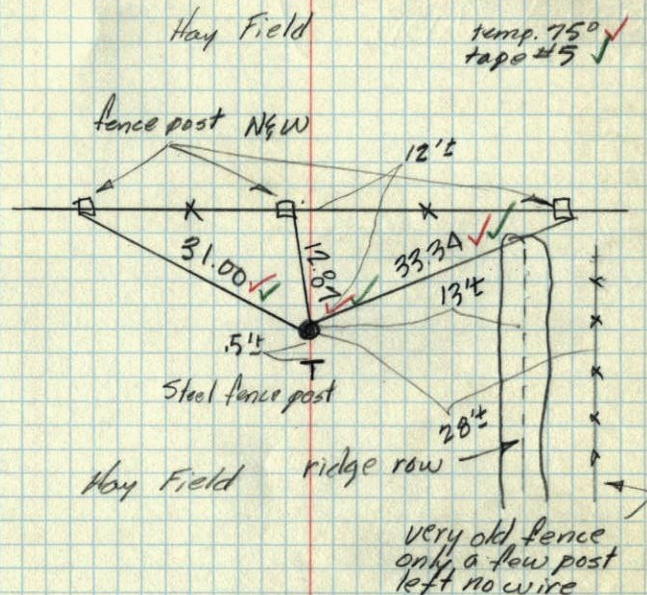 Hay Field
temp. 75°
tape #5
fence post N&W
12'±
31.00
12.87
33.34
13'±
.5'±
Steel fence post
28'±
ridge row
Hay Field
very old fence
only a few post
left no wire